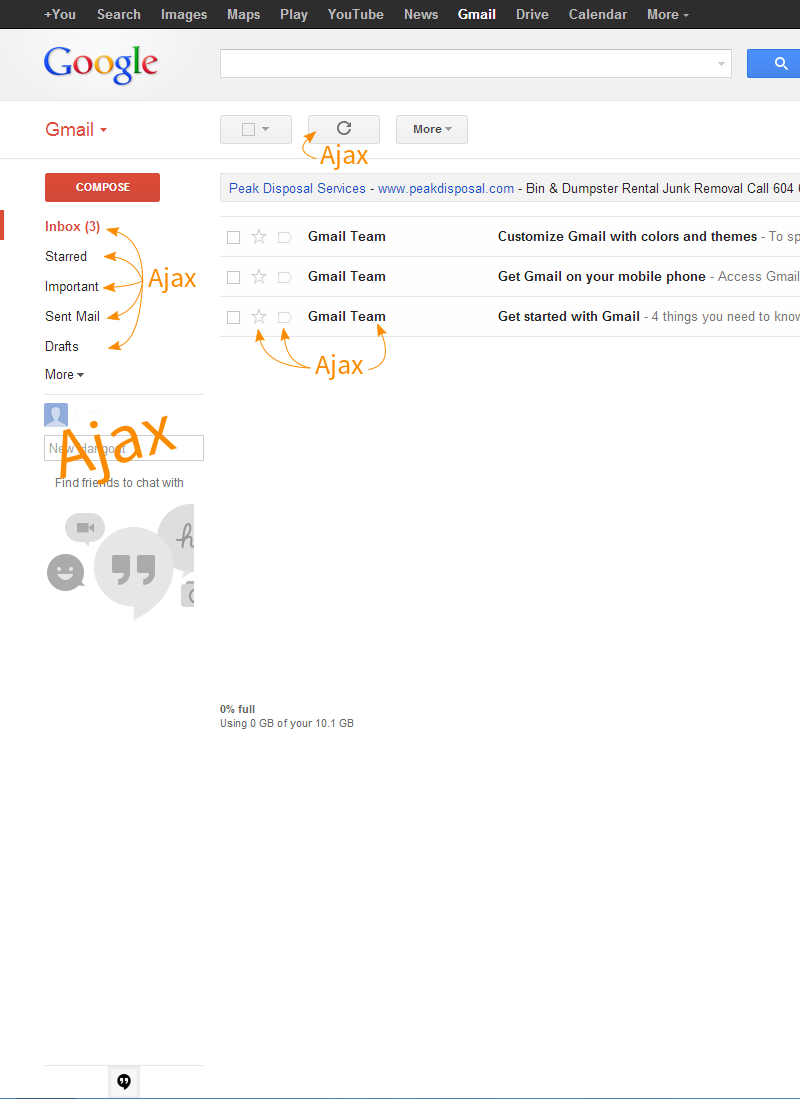 +You Search Images Maps Play YouTube News Gmail Drive Calendar More
Google
Gmail
More
Ajax
COMPOSE
Peak Disposal Services - www.peakdisposal.com - Bin & Dumpster Rental Junk Removal Call 604
Inbox (3)
Starred
Important
Sent Mail
Drafts
More
Ajax
Gmail Team Customize Gmail with colors and themes - To sp
Gmail Team Get Gmail on your mobile phone - Access Gmail
Gmail Team Get started with Gmail - 4 things you need to know
Ajax
Ajax
New Hangout
Find friends to chat with
h
0% full
Using 0 GB of your 10.1 GB